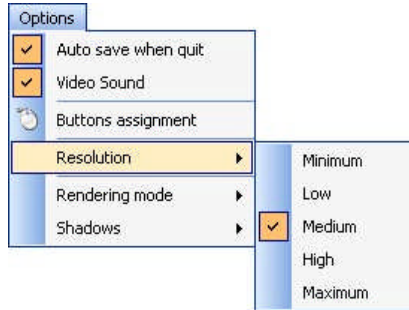 Options
Auto save when quit
Video Sound
Buttons assignment
Resolution
Rendering mode
Shadows
Minimum
Low
Medium
High
Maximum